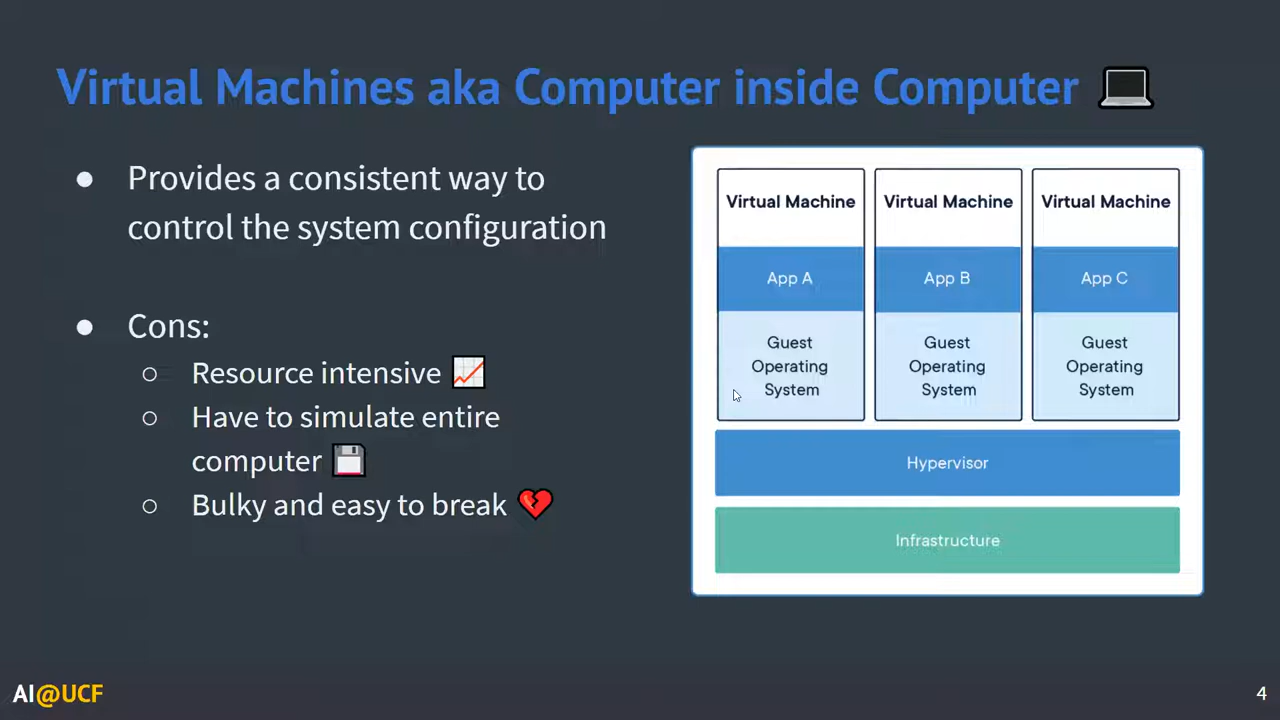 Virtual Machines aka Computer inside Computer 💻
● Provides a consistent way to
control the system configuration
● Cons:
○ Resource intensive 📈
○ Have to simulate entire
computer 💾
○ Bulky and easy to break 💔
Virtual Machine
App A
Guest
Operating
System
Virtual Machine
App B
Guest
Operating
System
Virtual Machine
App C
Guest
Operating
System
Hypervisor
Infrastructure
AI@UCF
4